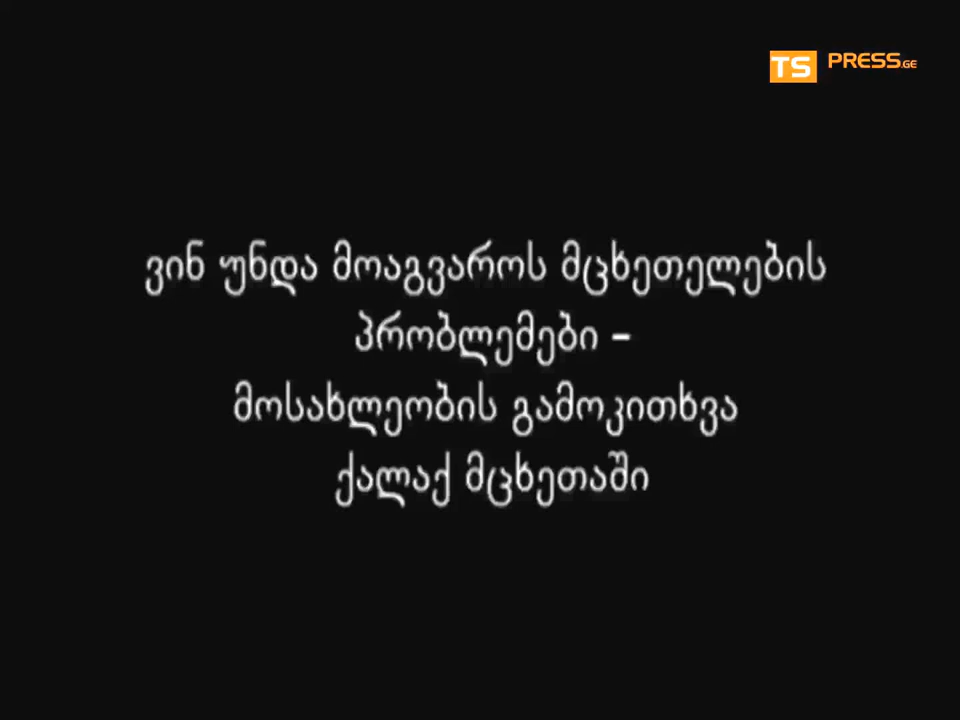 TS PRESS.GE
ვინ უნდა მოაგვაროს მცხეთელების
პრობლემები –
მოსახლეობის გამოკითხვა
ქალაქ მცხეთაში